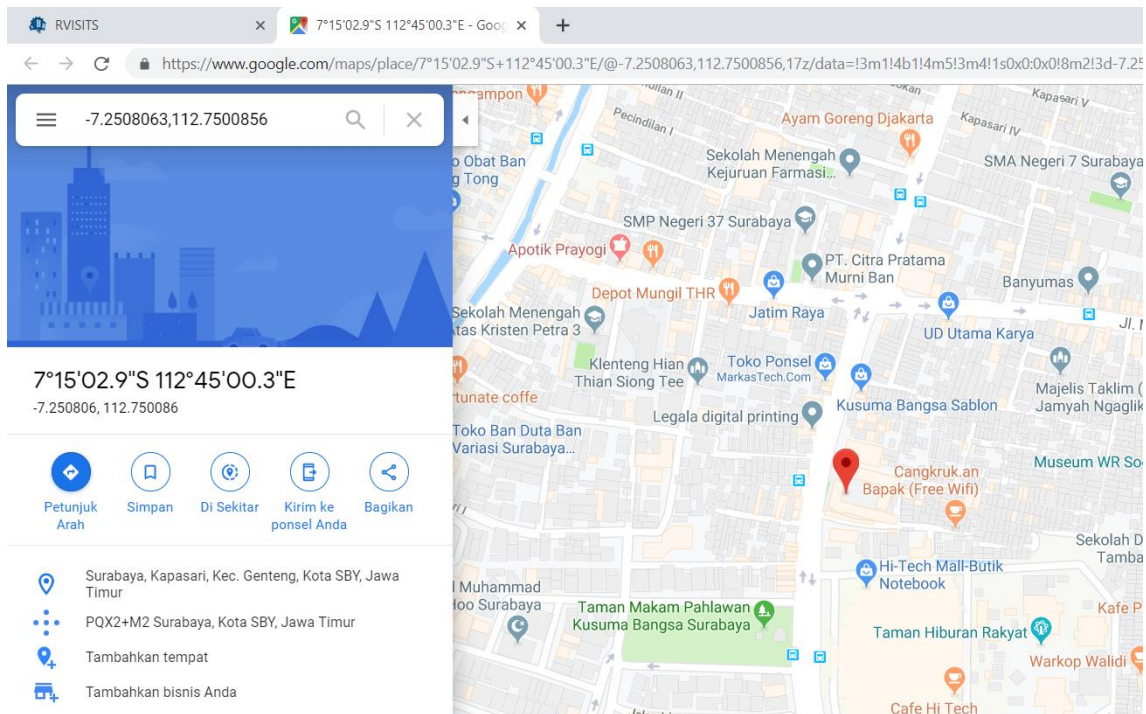 RVISITS
7°15'02.9"S 112°45'00.3"E - Goog
https://www.google.com/maps/place/7°15'02.9"S+112°45'00.3"E/@-7.2508063,112.7500856,17z/data=!3m1!4b1!4m5!3m4!1s0x0:0x0!8m2!3d-7.25
-7.2508063,112.7500856
7°15'02.9"S 112°45'00.3"E
-7.250806, 112.750086
Petunjuk
Arah
Simpan
Di Sekitar
Kirim ke
ponsel Anda
Bagikan
Surabaya, Kapasari, Kec. Genteng, Kota SBY, Jawa
Timur
PQX2+M2 Surabaya, Kota SBY, Jawa Timur
Tambahkan tempat
Tambahkan bisnis Anda
Pecindilan I
Ayam Goreng Djakarta
Kapasari V
Kapasari IV
Obat Ban
g Tong
Sekolah Menengah
Kejuruan Farmasi...
SMA Negeri 7 Surabaya
SMP Negeri 37 Surabaya
Apotik Prayogi
PT. Citra Pratama
Murni Ban
Depot Mungil THR
Banyumas
Sekolah Menengah
tas Kristen Petra 3
Jatim Raya
UD Utama Karya
Jl.
Klenteng Hian
Thian Siong Tee
Toko Ponsel
MarkasTech.Com
Majelis Taklim (
Jamyah Ngaglik
tunate coffe
Legala digital printing
Kusuma Bangsa Sablon
Toko Ban Duta Ban
Variasi Surabaya...
Museum WR So
Cangkruk.an
Bapak (Free Wifi)
Sekolah D
Tamba
Hi-Tech Mall-Butik
Notebook
Muhammad
Hoo Surabaya
Taman Makam Pahlawan
Kusuma Bangsa Surabaya
Kafe P
Taman Hiburan Rakyat
Warkop Walidi
Cafe Hi Tech